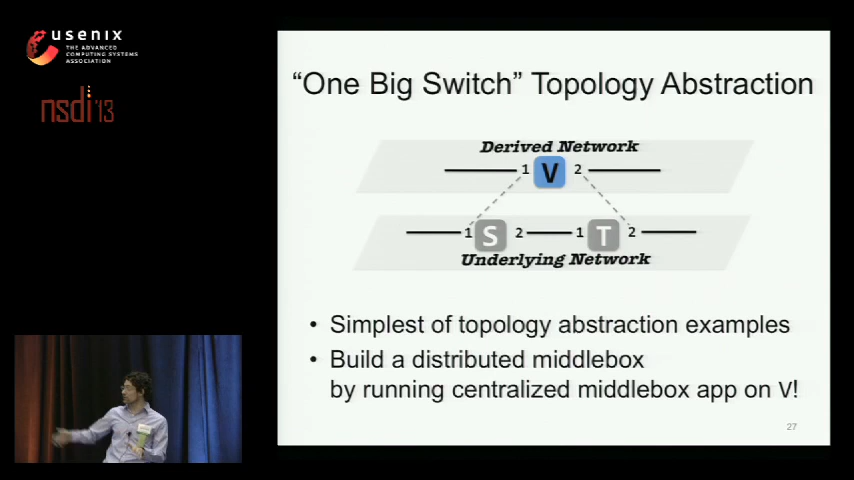 usenix
THE ADVANCED
COMPUTING SYSTEMS
ASSOCIATION
nsdi '13
“One Big Switch” Topology Abstraction
Derived Network
1 V 2
1 S 2 1 T 2
Underlying Network
• Simplest of topology abstraction examples
• Build a distributed middlebox
by running centralized middlebox app on V!
27